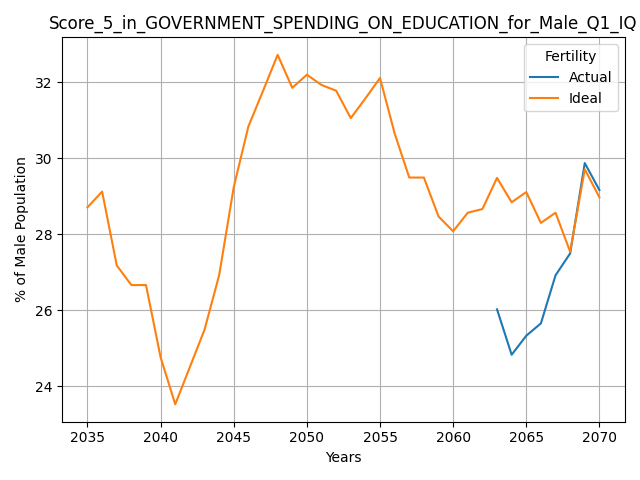 Score_5_in_GOVERNMENT_SPENDING_ON_EDUCATION_for_Male_Q1_IQ
Fertility
Actual
Ideal
% of Male Population
32
30
28
26
24
2035 2040 2045 2050 2055 2060 2065 2070
Years